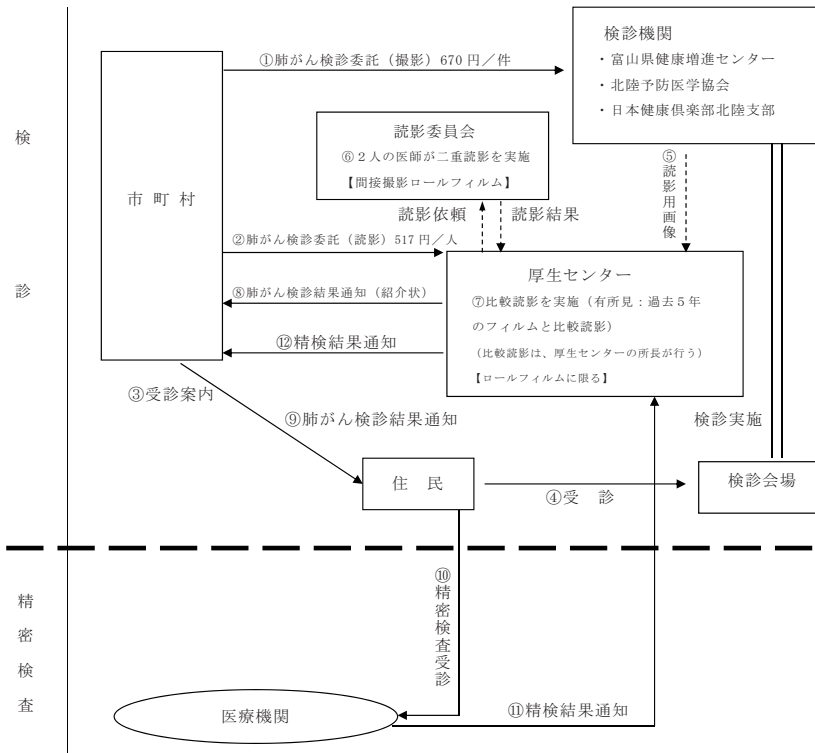 検診
市 町 村
①肺がん検診委託（撮影）670 円／件
検診機関
・富山県健康増進センター
・北陸予防医学協会
・日本健康倶楽部北陸支部
読影委員会
⑥２人の医師が二重読影を実施
【間接撮影ロールフィルム】
⑤読影用画像
読影依頼
読影結果
②肺がん検診委託（読影）517 円／人
厚生センター
⑦比較読影を実施（有所見：過去５年
のフィルムと比較読影）
（比較読影は、厚生センターの所長が行う）
【ロールフィルムに限る】
⑧肺がん検診結果通知（紹介状）
⑫精検結果通知
③受診案内
⑨肺がん検診結果通知
検診実施
住　民
④受　診
検診会場
精密検査
⑩精密検査受診
医療機関
⑪精検結果通知